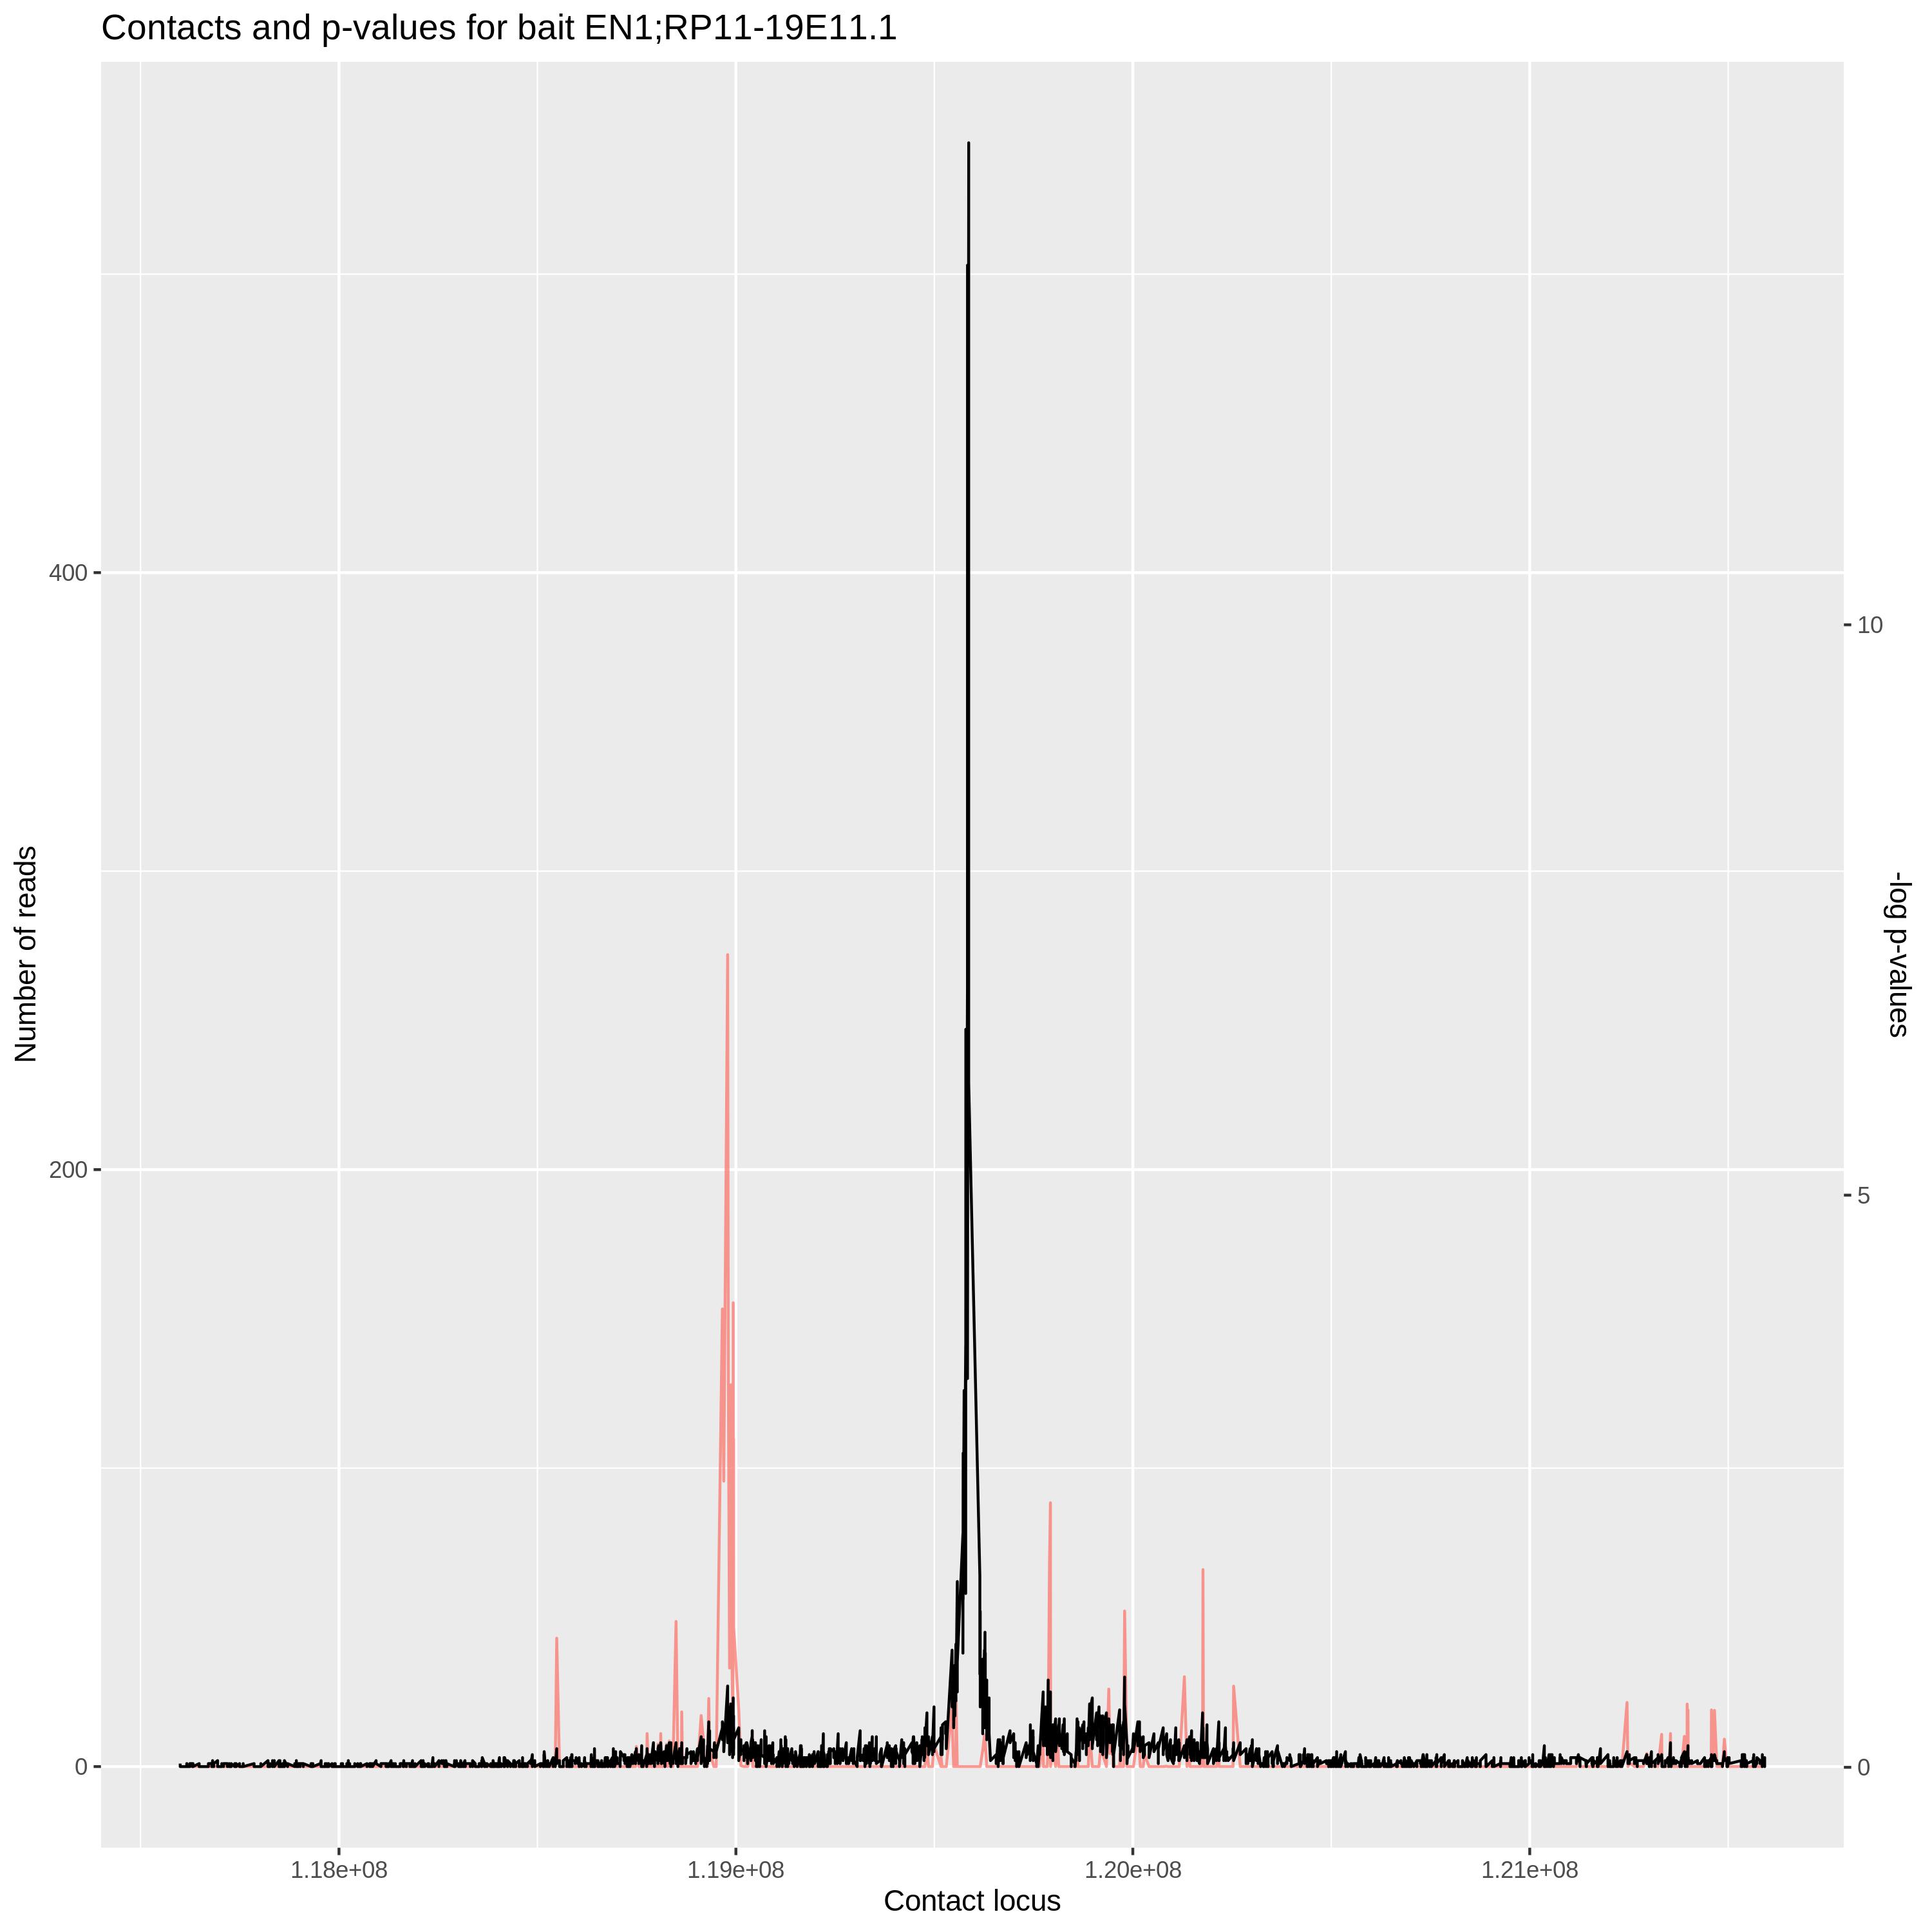 Contacts and p-values for bait EN1;RP11-19E11.1
Number of reads
400
200
0
10
5
0
-log p-values
1.18e+08
1.19e+08
1.20e+08
1.21e+08
Contact locus